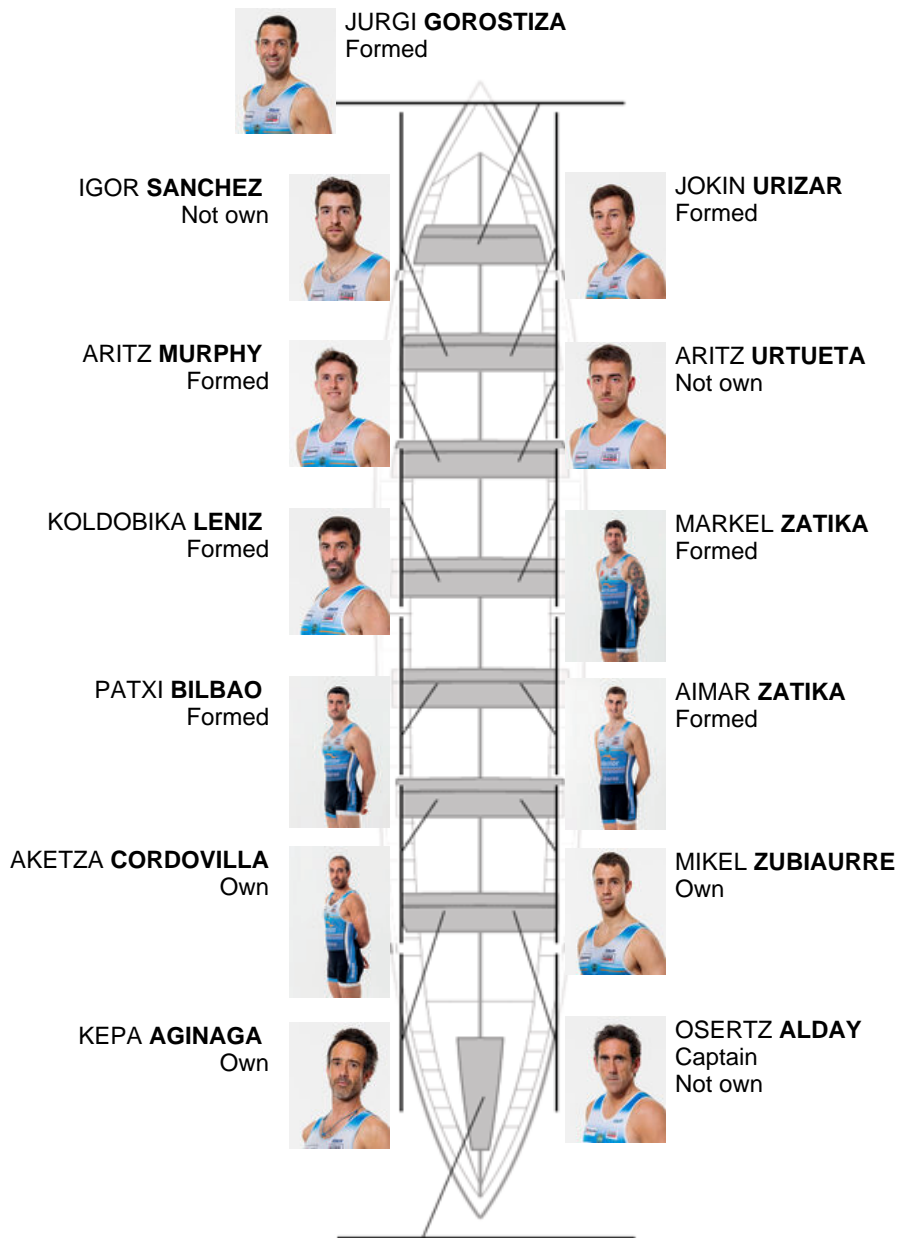 JURGI GOROSTIZA
Formed
IGOR SANCHEZ
Not own
JOKIN URIZAR
Formed
ARITZ MURPHY
Formed
ARITZ URTUETA
Not own
KOLDOBIKA LENIZ
Formed
MARKEL ZATIKA
Formed
PATXI BILBAO
Formed
AIMAR ZATIKA
Formed
AKETZA CORDOVILLA
Own
MIKEL ZUBIAURRE
Own
KEPA AGINAGA
Own
OSERTZ ALDAY
Captain
Not own